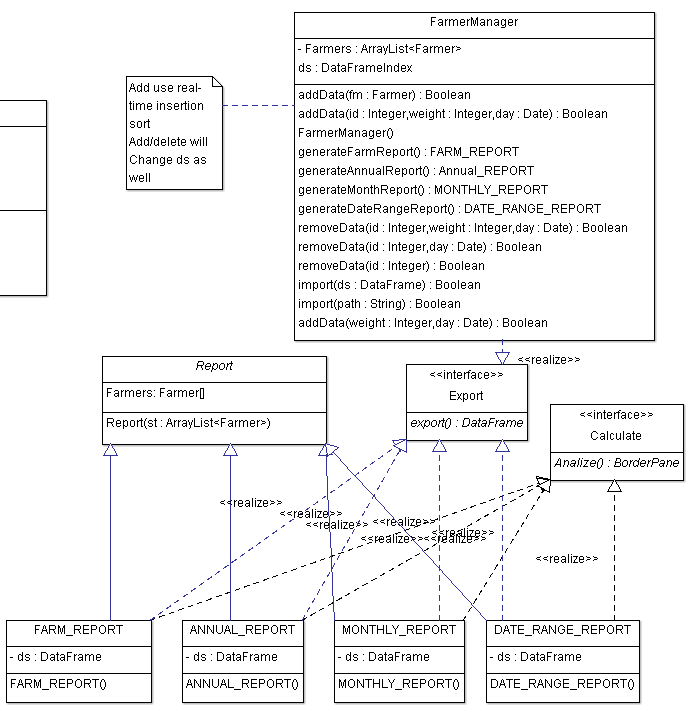 FarmerManager
- Farmers : ArrayList<Farmer>
ds : DataFrameIndex
addData(fm : Farmer) : Boolean
addData(id : Integer,weight : Integer,day : Date) : Boolean
FarmerManager()
generateFarmReport() : FARM_REPORT
generateAnnualReport() : Annual_REPORT
generateMonthReport() : MONTHLY_REPORT
generateDateRangeReport() : DATE_RANGE_REPORT
removeData(id : Integer,weight : Integer,day : Date) : Boolean
removeData(id : Integer,day : Date) : Boolean
removeData(id : Integer) : Boolean
import(ds : DataFrame) : Boolean
import(path : String) : Boolean
addData(weight : Integer,day : Date) : Boolean
Add use real-
time insertion
sort
Add/delete will
Change ds as
well
<<realize>>
Report
Farmers: Farmer[]
Report(st : ArrayList<Farmer>)
<<interface>>
Export
export() : DataFrame
<<interface>>
Calculate
Analize() : BorderPane
<<realize>>
<<realize>>
<<realize>>
<<realize>>
<<realize>>
<<realize>>
<<realize>>
<<realize>>
FARM_REPORT
- ds : DataFrame
FARM_REPORT()
ANNUAL_REPORT
- ds : DataFrame
ANNUAL_REPORT()
MONTHLY_REPORT
- ds : DataFrame
MONTHLY_REPORT()
DATE_RANGE_REPORT
- ds : DataFrame
DATE_RANGE_REPORT()